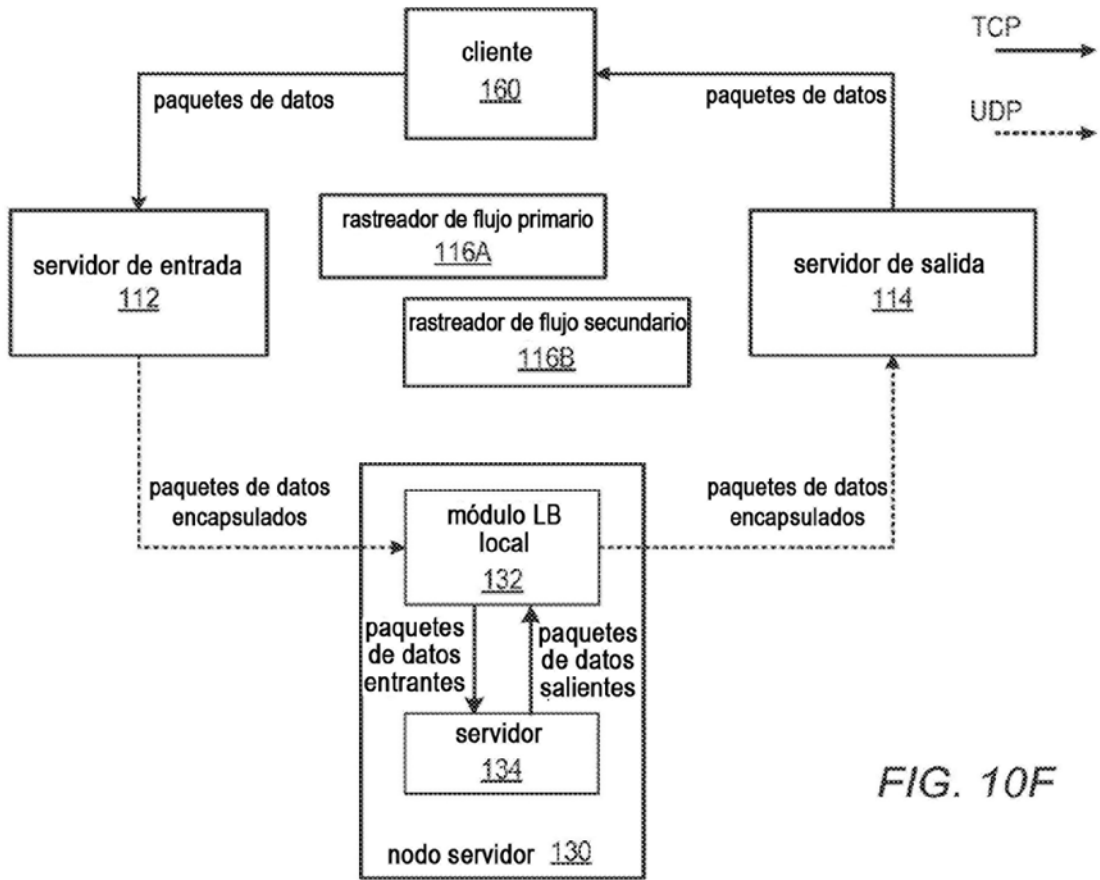 TCP
UDP
cliente
160
paquetes de datos
paquetes de datos
servidor de entrada
112
rastreador de flujo primario
116A
rastreador de flujo secundario
116B
servidor de salida
114
paquetes de datos
encapsulados
paquetes de datos
encapsulados
módulo LB
local
132
paquetes
de datos
entrantes
paquetes
de datos
salientes
servidor
134
nodo servidor 130
FIG. 10F